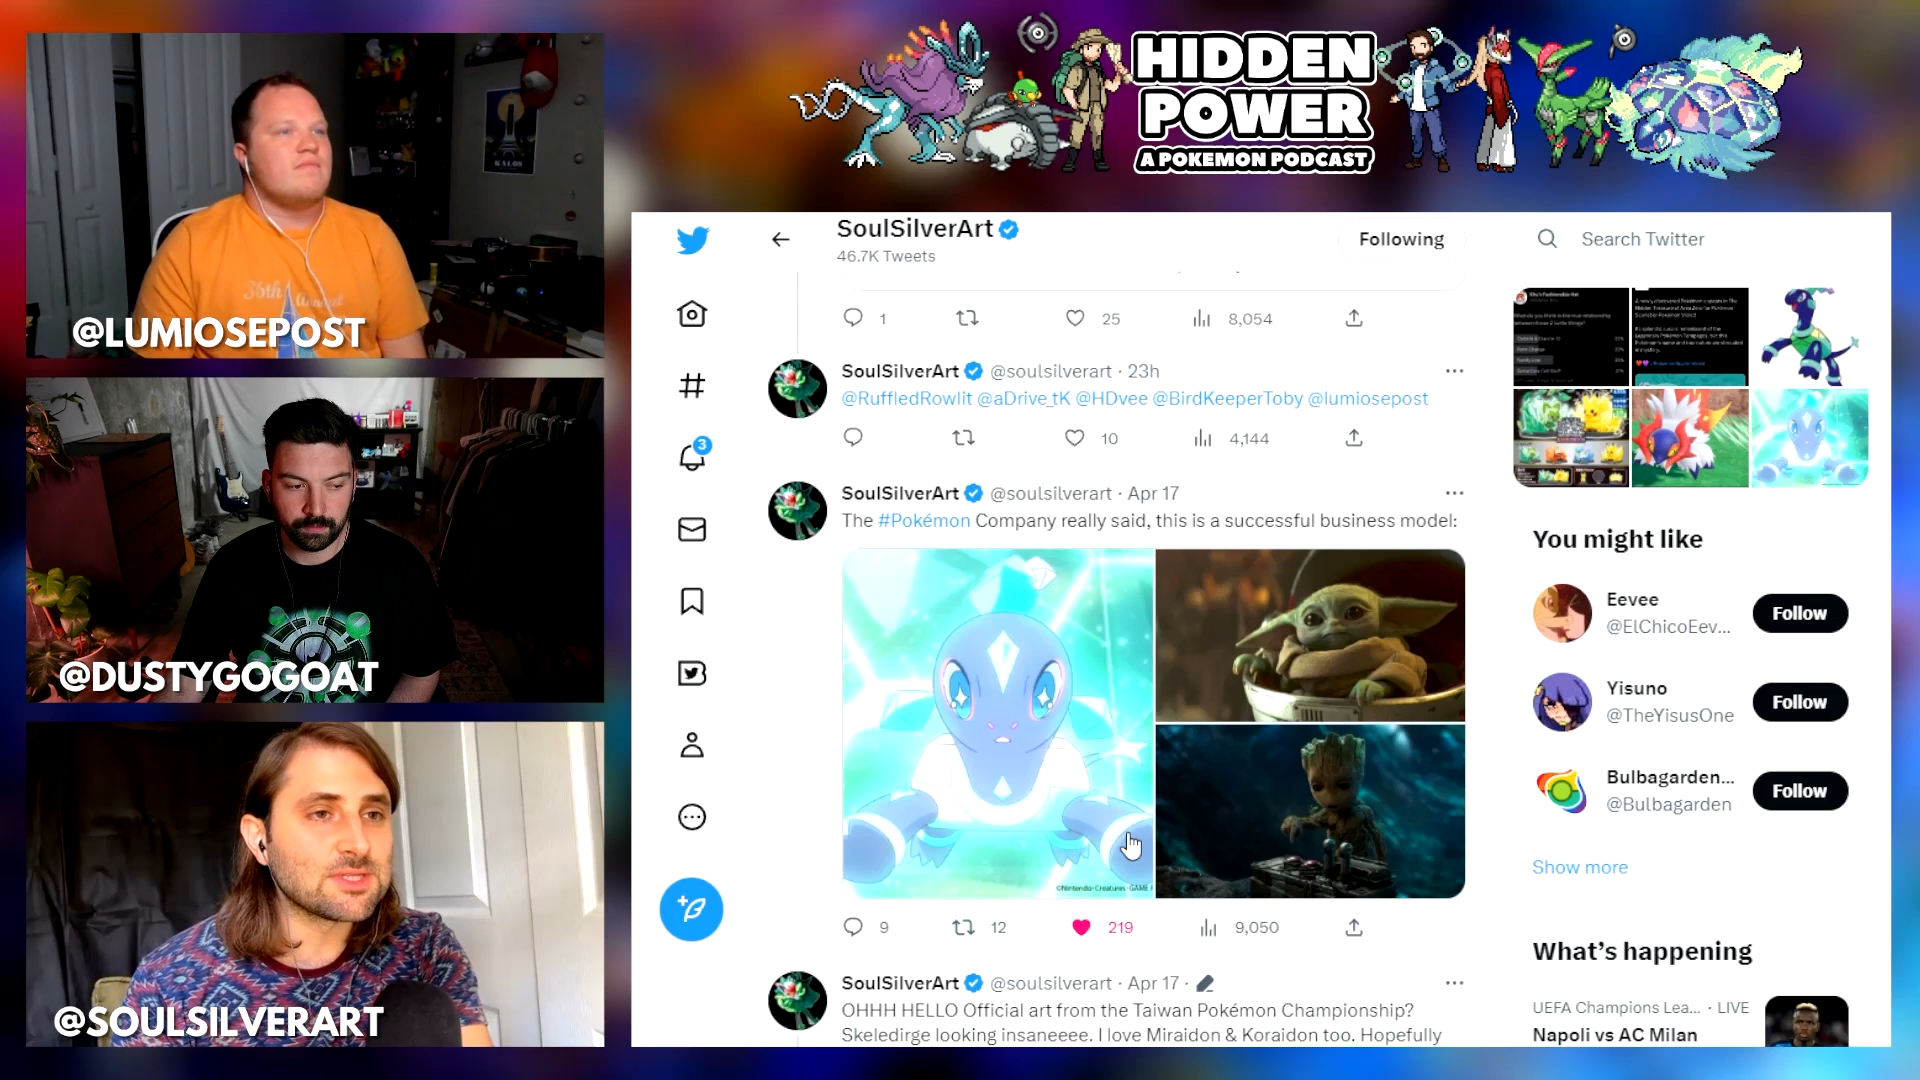 HIDDEN
POWER
A POKEMON PODCAST
@LUMIOSEPOST
@DUSTYGOGOAT
@SOULSILVERART
KALOS
36th Annual
SoulSilverArt
46.7K Tweets
Following
Search Twitter
1
25
8,054
SoulSilverArt @soulsilverart · 23h
@RuffledRowlit @aDrive_tK @HDvee @BirdKeeperToby @lumiosepost
10
4,144
3
SoulSilverArt @soulsilverart · Apr 17
The #Pokémon Company really said, this is a successful business model:
9
12
219
9,050
SoulSilverArt @soulsilverart · Apr 17 ·
OHHH HELLO Official art from the Taiwan Pokémon Championship?
Skeledirge looking insaneeee. I love Miraidon & Koraidon too. Hopefully
You might like
Eevee
@ElChicoEev...
Follow
Yisuno
@TheYisusOne
Follow
Bulbagarden...
@Bulbagarden
Follow
Show more
What's happening
UEFA Champions Lea... · LIVE
Napoli vs AC Milan